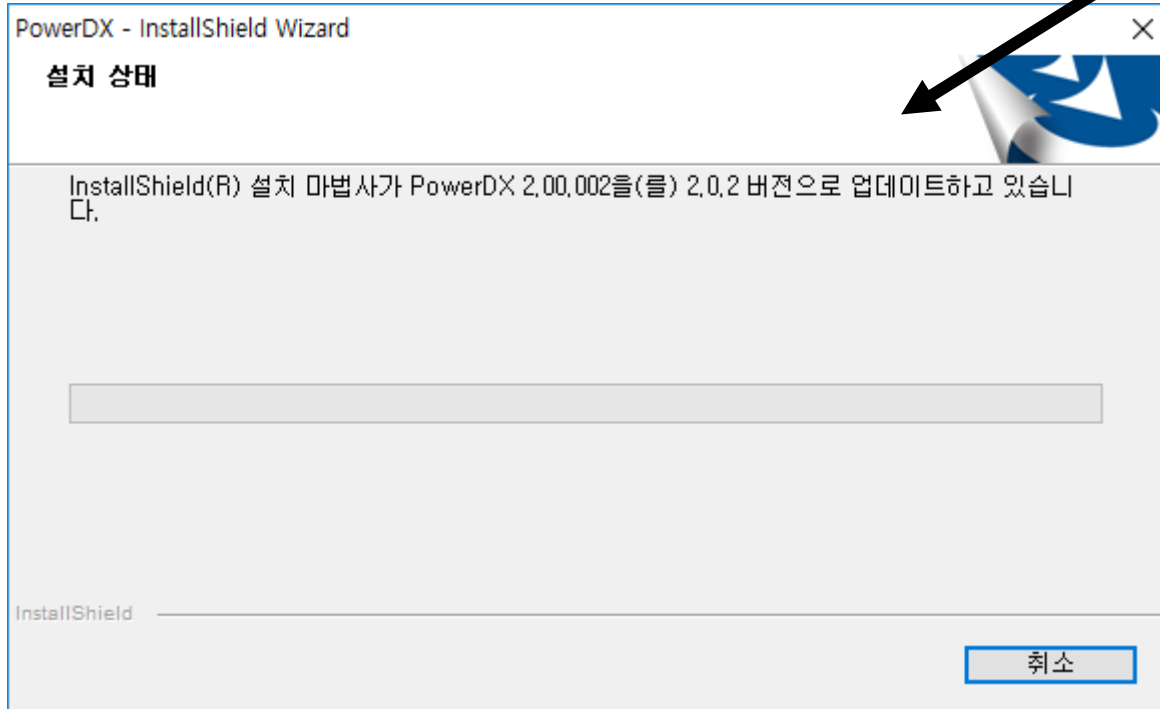 PowerDX - InstallShield Wizard
설치 상태
InstallShield(R) 설치 마법사가 PowerDX 2.00.002을(를) 2.0.2 버전으로 업데이트하고 있습니
다.
InstallShield
취소